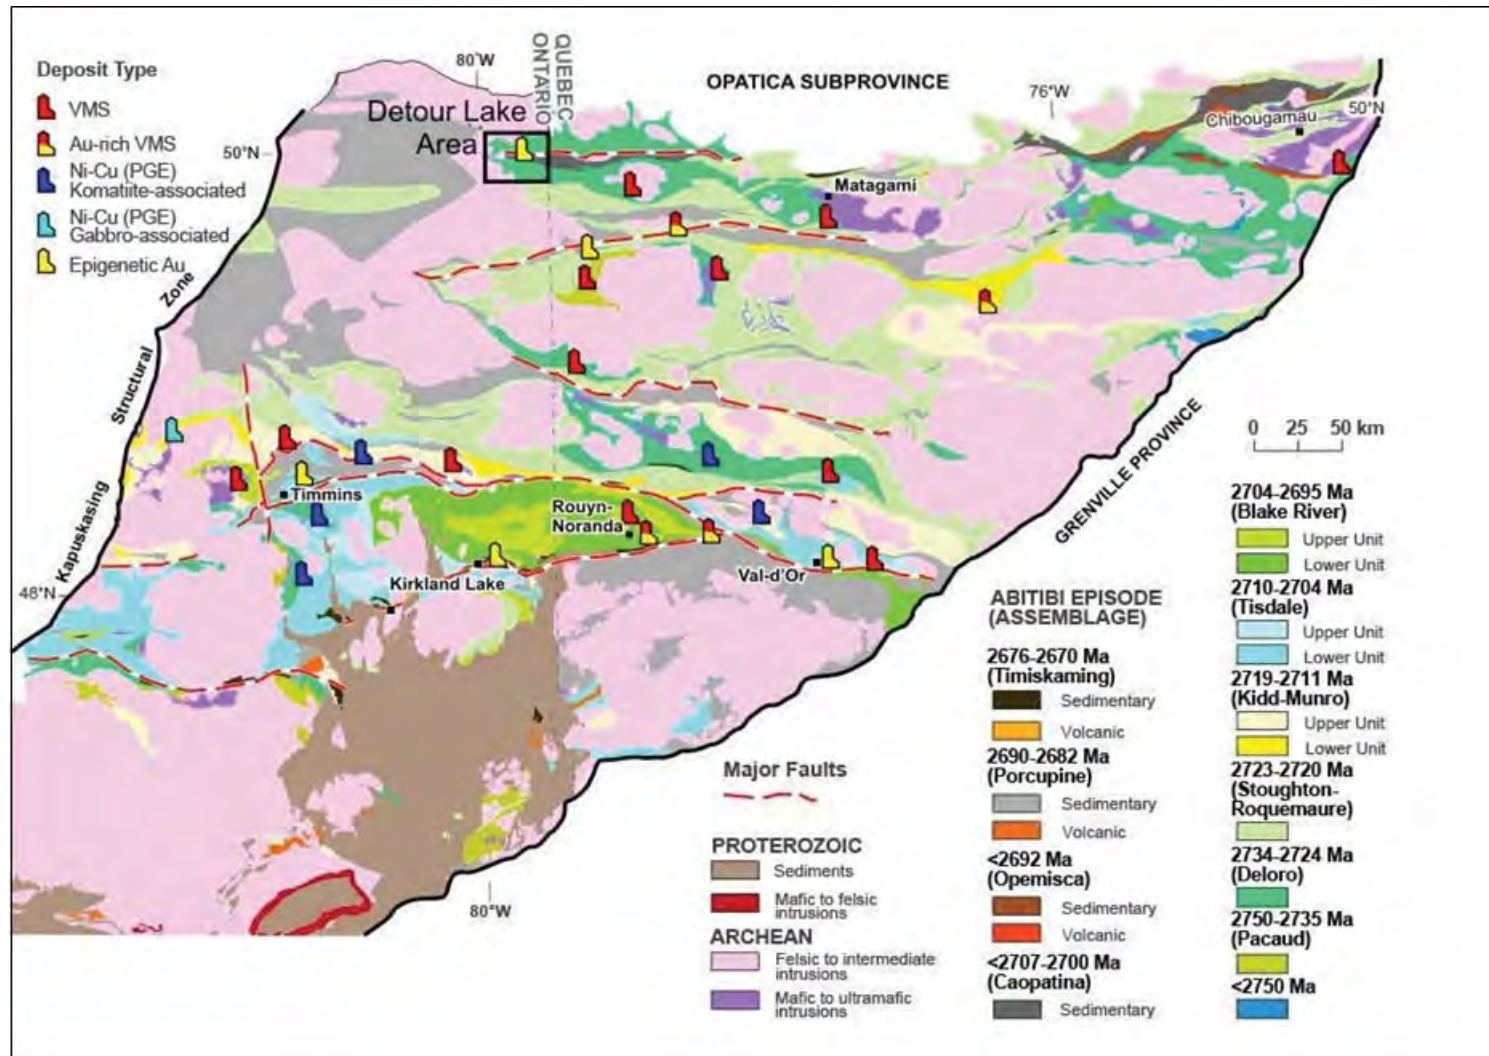 Deposit Type
VMS
Au-rich VMS
Ni-Cu (PGE)
Komatiite-associated
Ni-Cu (PGE)
Gabbro-associated
Epigenetic Au
80°W
QUEBEC
ONTARIO
OPATICA SUBPROVINCE
76°W
50°N
Chibougamau
Detour Lake
Area
50°N
Matagami
Kapuskasing Structural Zone
Timmins
Rouyn-
Noranda
Kirkland Lake
Val-d'Or
48°N
80°W
GRENVILLE PROVINCE
0 25 50 km
Major Faults
PROTEROZOIC
Sediments
Mafic to felsic
intrusions
ARCHEAN
Felsic to intermediate
intrusions
Mafic to ultramafic
intrusions
ABITIBI EPISODE
(ASSEMBLAGE)
2676-2670 Ma
(Timiskaming)
Sedimentary
Volcanic
2690-2682 Ma
(Porcupine)
Sedimentary
Volcanic
<2692 Ma
(Opemisca)
Sedimentary
Volcanic
<2707-2700 Ma
(Caopatina)
Sedimentary
2704-2695 Ma
(Blake River)
Upper Unit
Lower Unit
2710-2704 Ma
(Tisdale)
Upper Unit
Lower Unit
2719-2711 Ma
(Kidd-Munro)
Upper Unit
Lower Unit
2723-2720 Ma
(Stoughton-
Roquemaure)
2734-2724 Ma
(Deloro)
2750-2735 Ma
(Pacaud)
<2750 Ma